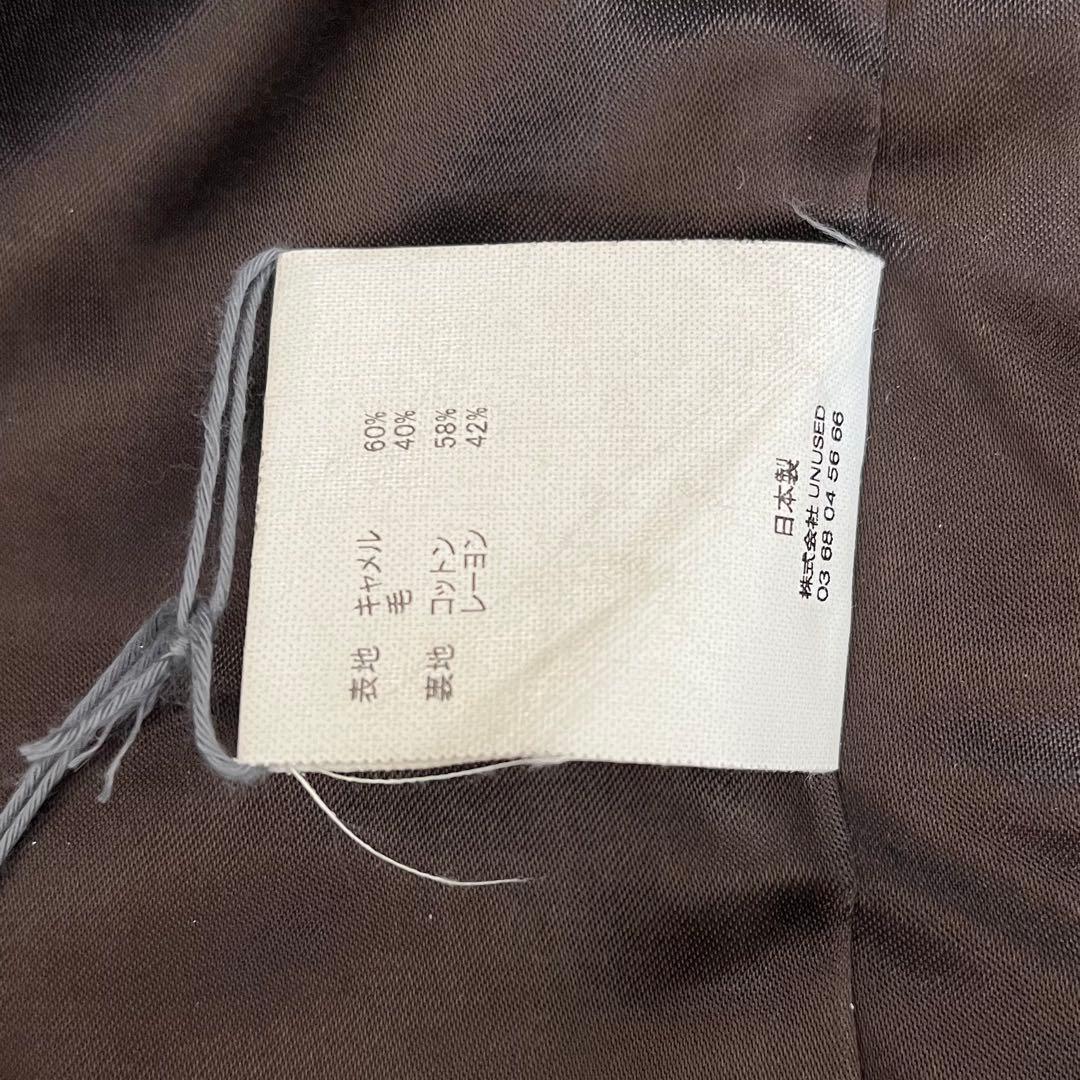 表地 キャメル 60%
毛 40%
裏地 コットン 58%
レーヨン 42%
日本製
株式会社 UNUSED
03 68 04 56 66